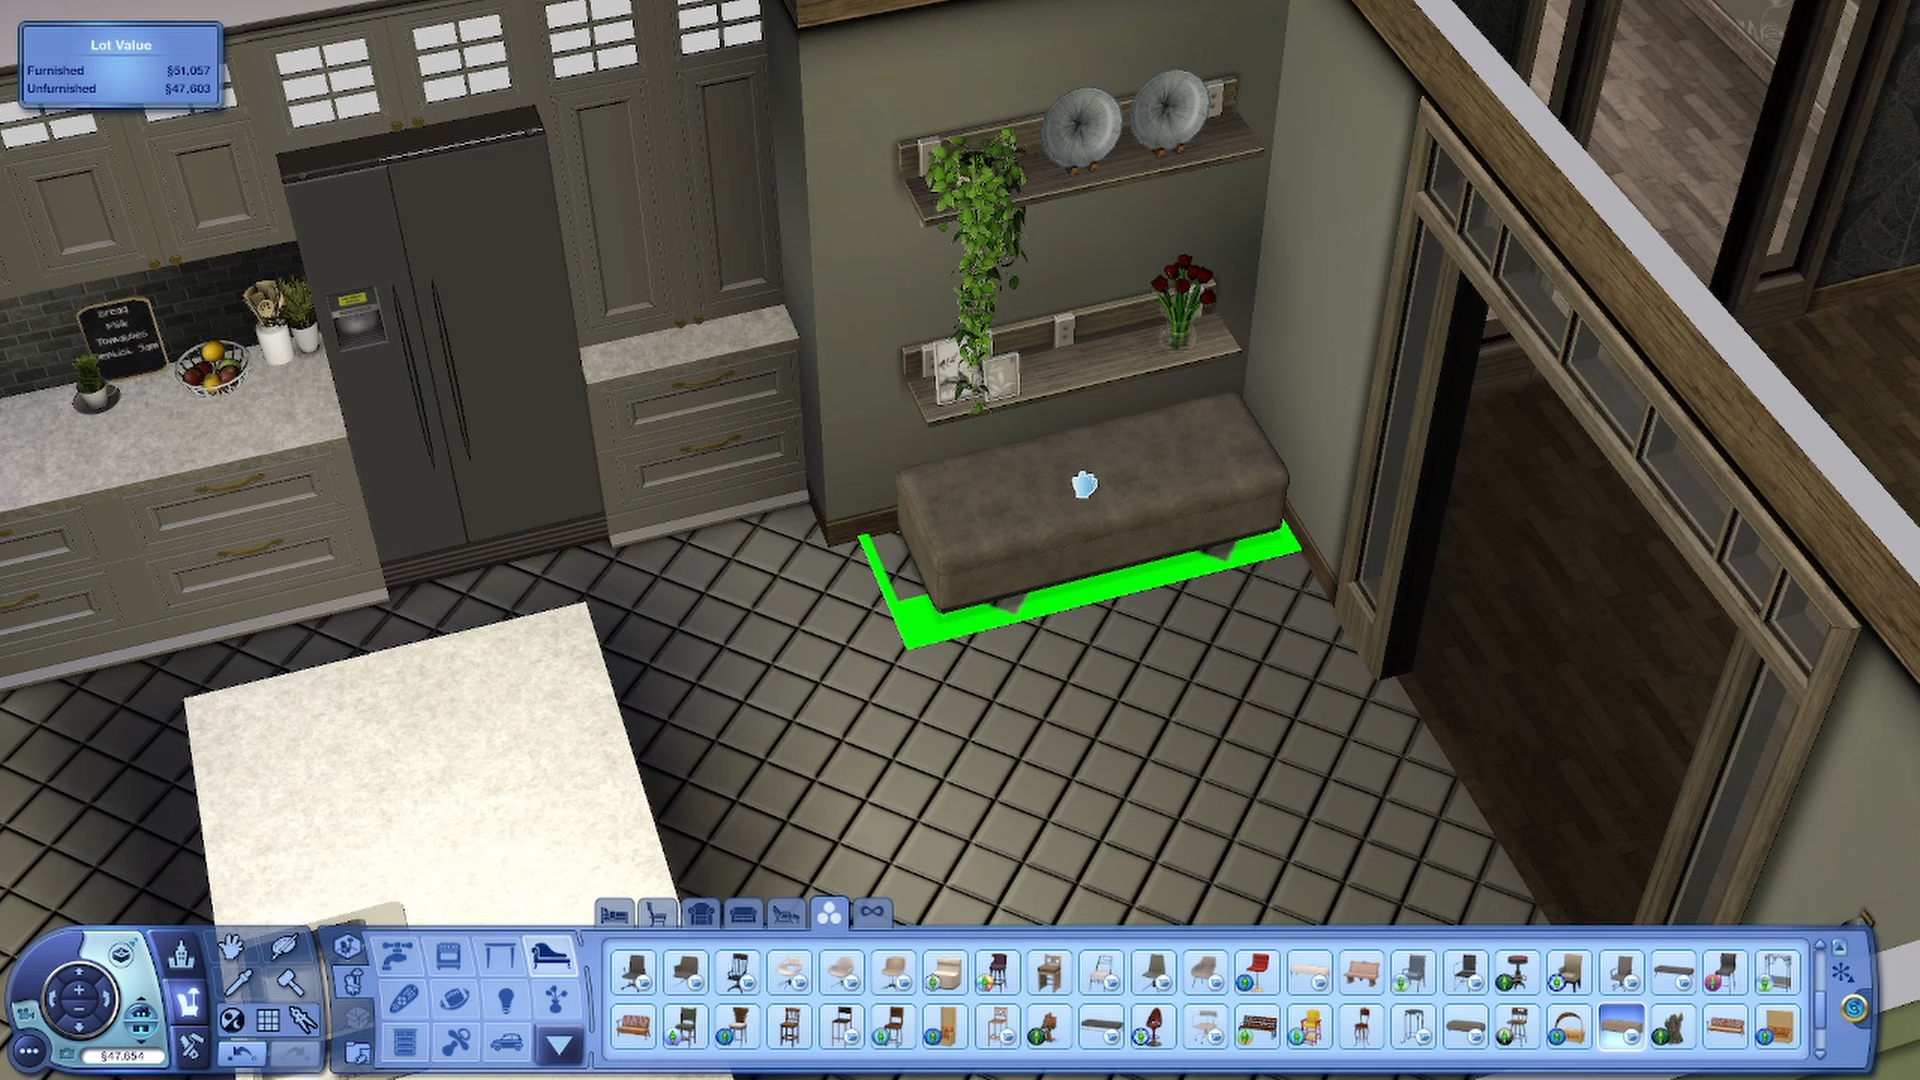 Lot Value
Furnished §51,057
Unfurnished §47,603
Bread
Milk
Tomatoes
§47,654